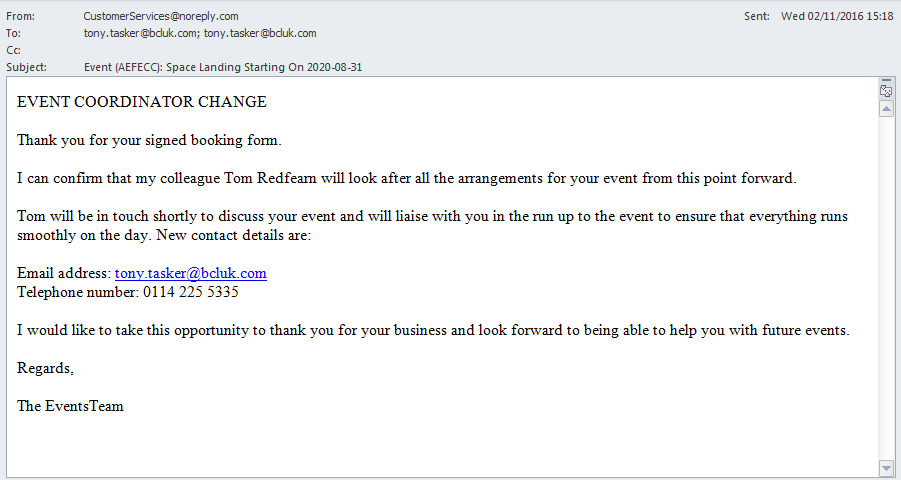 From: CustomerServices@noreply.com Sent: Wed 02/11/2016 15:18
To: tony.tasker@bcluk.com; tony.tasker@bcluk.com
Cc:
Subject: Event (AEFECC): Space Landing Starting On 2020-08-31
EVENT COORDINATOR CHANGE
Thank you for your signed booking form.
I can confirm that my colleague Tom Redfearn will look after all the arrangements for your event from this point forward.
Tom will be in touch shortly to discuss your event and will liaise with you in the run up to the event to ensure that everything runs
smoothly on the day. New contact details are:
Email address: tony.tasker@bcluk.com
Telephone number: 0114 225 5335
I would like to take this opportunity to thank you for your business and look forward to being able to help you with future events.
Regards,
The EventsTeam